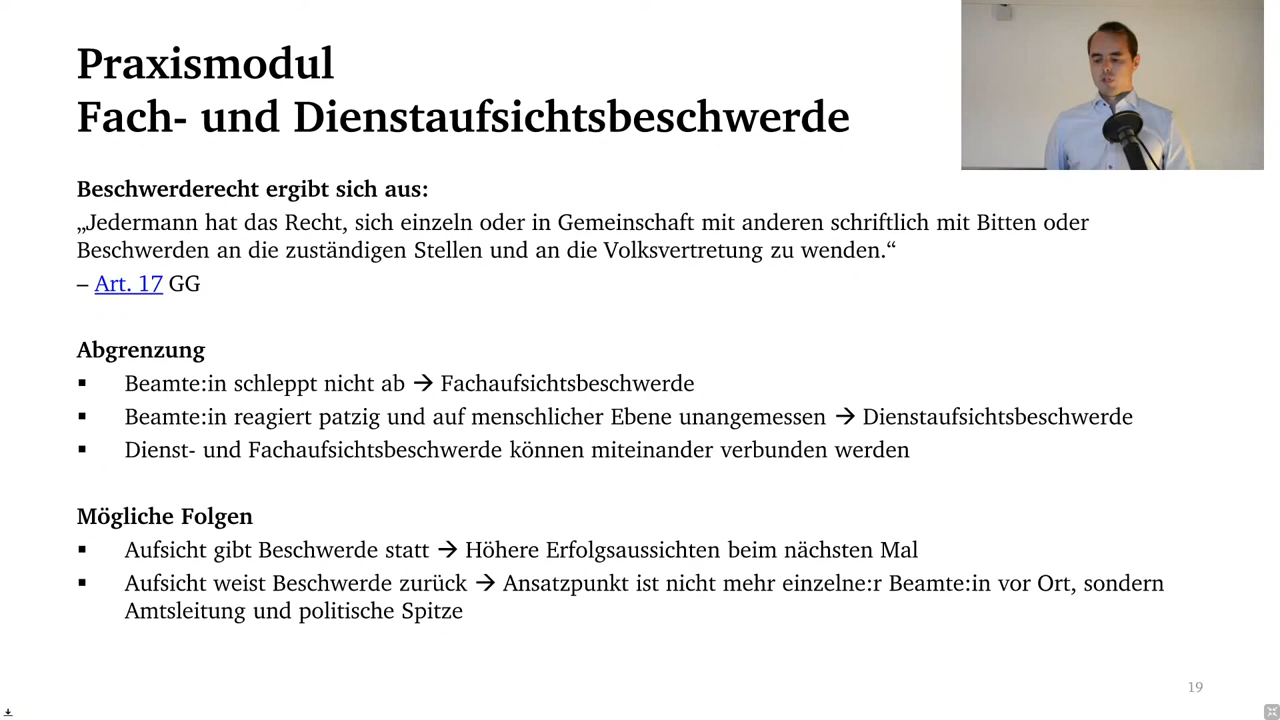 Praxismodul
Fach- und Dienstaufsichtsbeschwerde
Beschwerderecht ergibt sich aus:
„Jedermann hat das Recht, sich einzeln oder in Gemeinschaft mit anderen schriftlich mit Bitten oder
Beschwerden an die zuständigen Stellen und an die Volksvertretung zu wenden.“
– Art. 17 GG
Abgrenzung
▪ Beamte:in schleppt nicht ab → Fachaufsichtsbeschwerde
▪ Beamte:in reagiert patzig und auf menschlicher Ebene unangemessen → Dienstaufsichtsbeschwerde
▪ Dienst- und Fachaufsichtsbeschwerde können miteinander verbunden werden
Mögliche Folgen
▪ Aufsicht gibt Beschwerde statt → Höhere Erfolgsaussichten beim nächsten Mal
▪ Aufsicht weist Beschwerde zurück → Ansatzpunkt ist nicht mehr einzelne:r Beamte:in vor Ort, sondern
Amtsleitung und politische Spitze
19